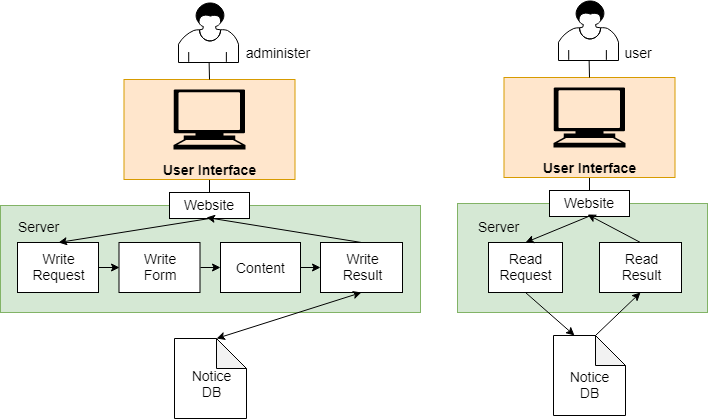 administer
User Interface
Website
Server
Write
Request
Write
Form
Content
Write
Result
Notice
DB
user
User Interface
Website
Server
Read
Request
Read
Result
Notice
DB